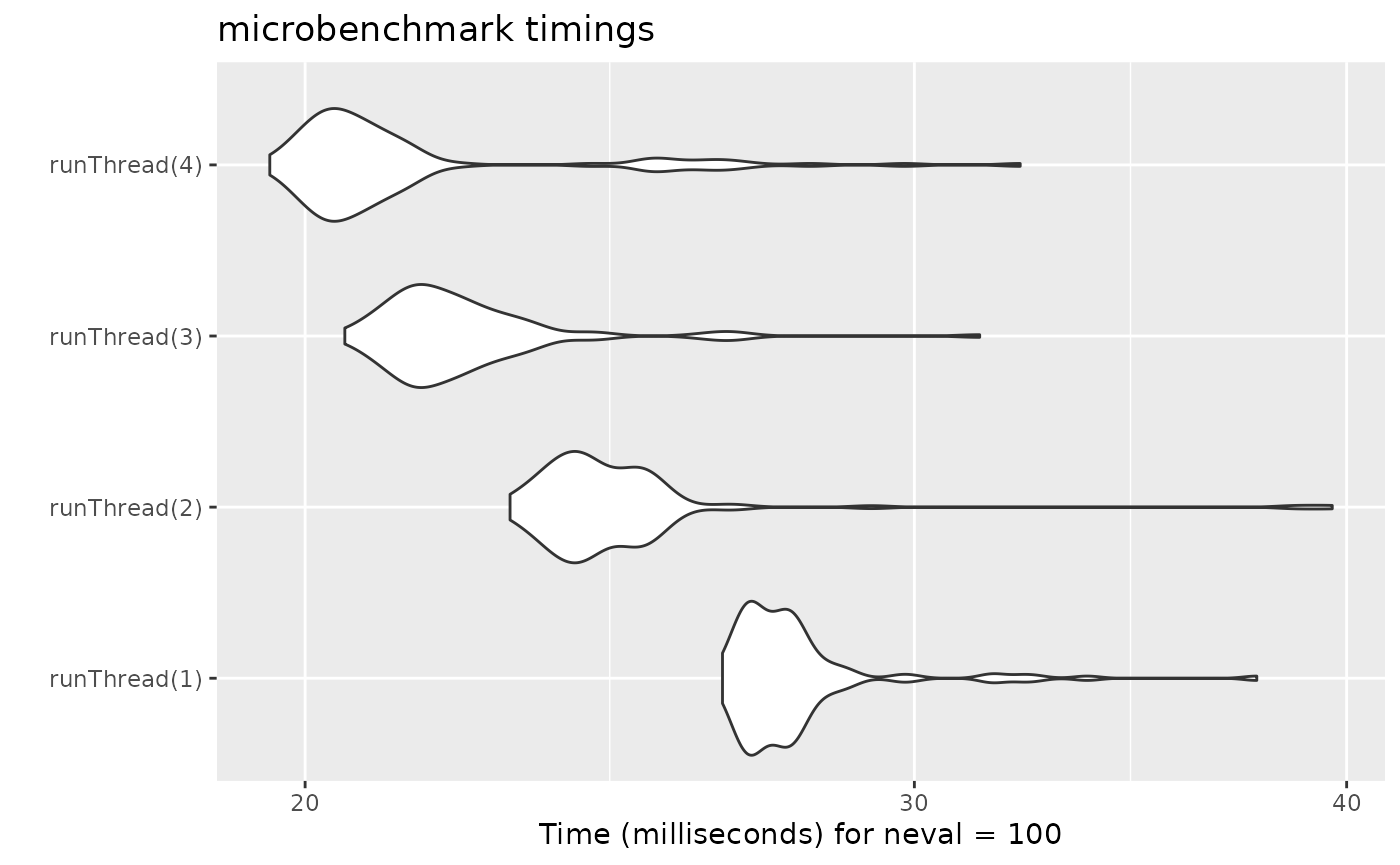 microbenchmark timings
runThread(4)
runThread(3)
runThread(2)
runThread(1)
20 30 40
Time (milliseconds) for neval = 100